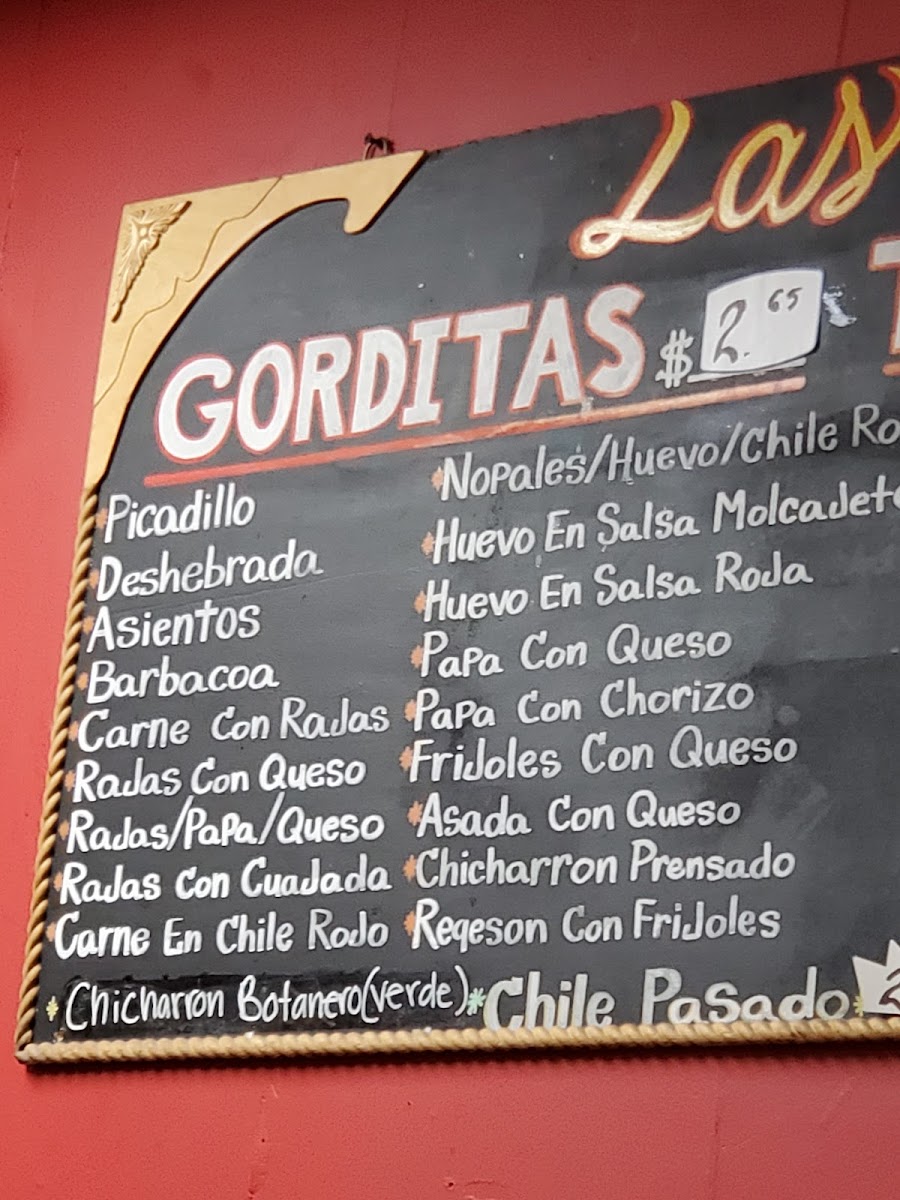 Las
GORDITAS $ 2.65
Picadillo
Deshebrada
Asientos
Barbacoa
Carne Con Rajas
Rajas Con Queso
Rajas/Papa/Queso
Rajas Con Cuajada
Carne En Chile Rojo
Chicharron Botanero(verde)
Nopales/Huevo/Chile
Huevo En Salsa
Huevo En Salsa Roja
Papa Con Queso
Papa Con Chorizo
Frijoles Con Queso
Asada Con Queso
Chicharron Prensado
Reqeson Con Frijoles
Chile Pasado